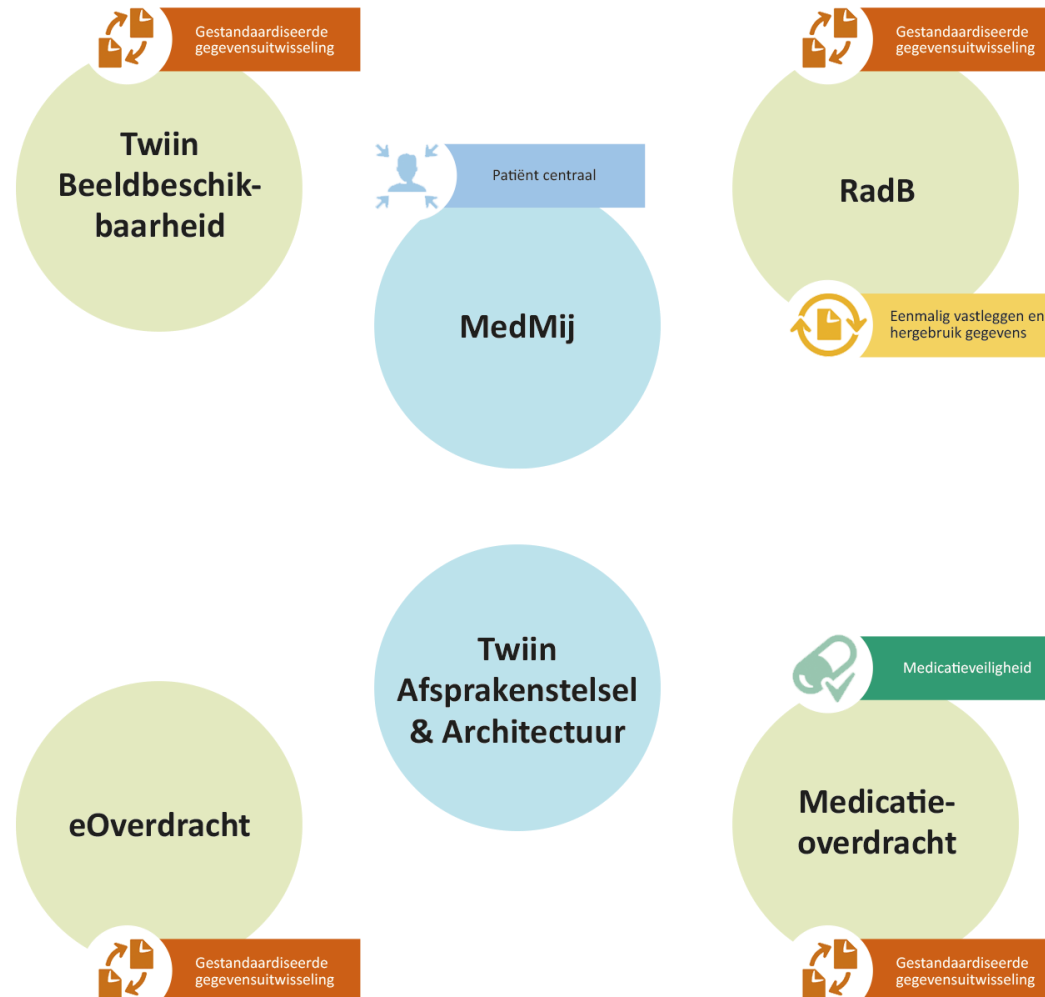 Gestandaardiseerde
gegevensuitwisseling
Twiin
Beeldbeschik-
baarheid
Patiënt centraal
MedMij
Gestandaardiseerde
gegevensuitwisseling
RadB
Eenmalig vastleggen en
hergebruik gegevens
Twiin
Afsprakenstelsel
& Architectuur
eOverdracht
Gestandaardiseerde
gegevensuitwisseling
Medicatieveiligheid
Medicatie-
overdracht
Gestandaardiseerde
gegevensuitwisseling